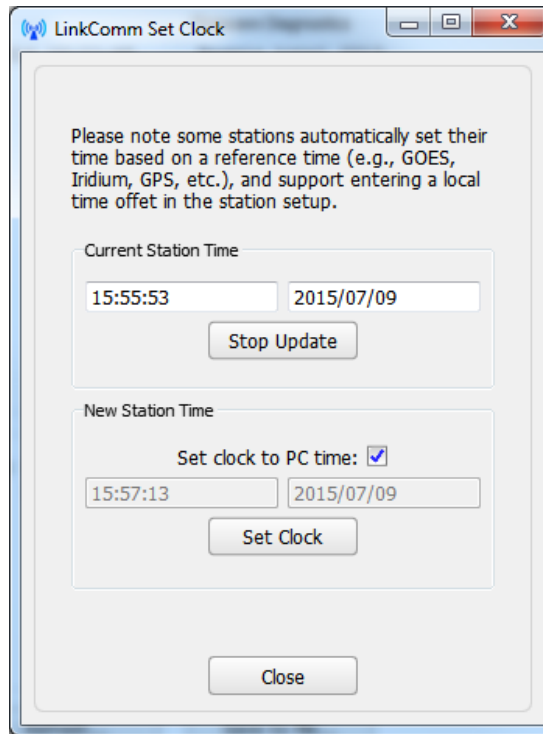 LinkComm Set Clock
Please note some stations automatically set their
time based on a reference time (e.g., GOES,
Iridium, GPS, etc.), and support entering a local
time offet in the station setup.
Current Station Time
15:55:53 2015/07/09
Stop Update
New Station Time
Set clock to PC time:
15:57:13 2015/07/09
Set Clock
Close